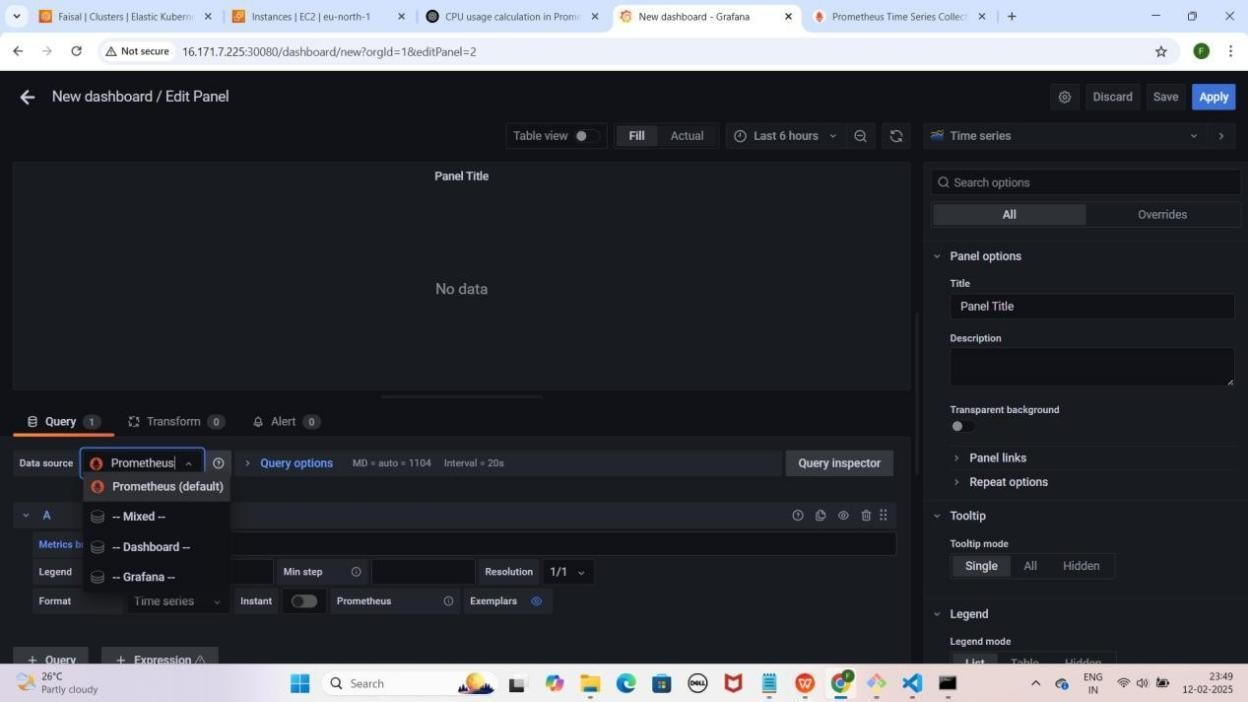 Faisal | Clusters | Elastic Kubern
Instances | EC2 | eu-north-1
CPU usage calculation in Prom
New dashboard - Grafana
Prometheus Time Series Collect
Not secure
16.171.7.225:30080/dashboard/new?orgId=1&editPanel=2
F
New dashboard / Edit Panel
Discard
Save
Apply
Table view
Fill
Actual
Last 6 hours
Time series
Panel Title
No data
Search options
All
Overrides
Panel options
Title
Panel Title
Description
Transparent background
Panel links
Repeat options
Tooltip
Tooltip mode
Single
All
Hidden
Legend
Legend mode
List
Table
Hidden
Query 1
Transform 0
Alert 0
Data source
Prometheus
Query options
MD = auto = 1104
Interval = 20s
Query inspector
Prometheus (default)
-- Mixed --
-- Dashboard --
-- Grafana --
A
Metrics b
Legend
Min step
Resolution
1/1
Format
Time series
Instant
Prometheus
Exemplars
+ Query
+ Expression
26°C
Partly cloudy
Search
DELL
F
ENG
IN
23:49
12-02-2025